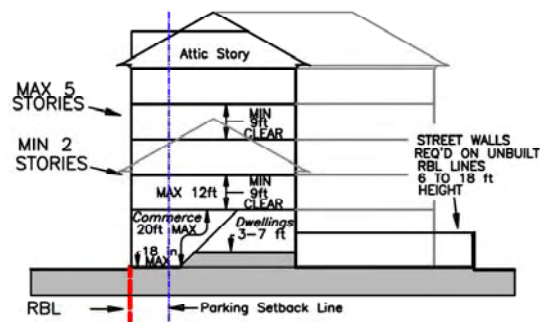 Attic Story
MAX 5
STORIES
MIN
9ft
CLEAR
MIN 2
STORIES
STREET WALLS
REQ'D ON UNBUILT
RBL LINES
6 TO 18 ft
HEIGHT
MAX 12ft
MIN
9ft
CLEAR
Commerce
20ft MAX
Dwellings
3-7 ft
18 in
MAX
RBL
Parking Setback Line